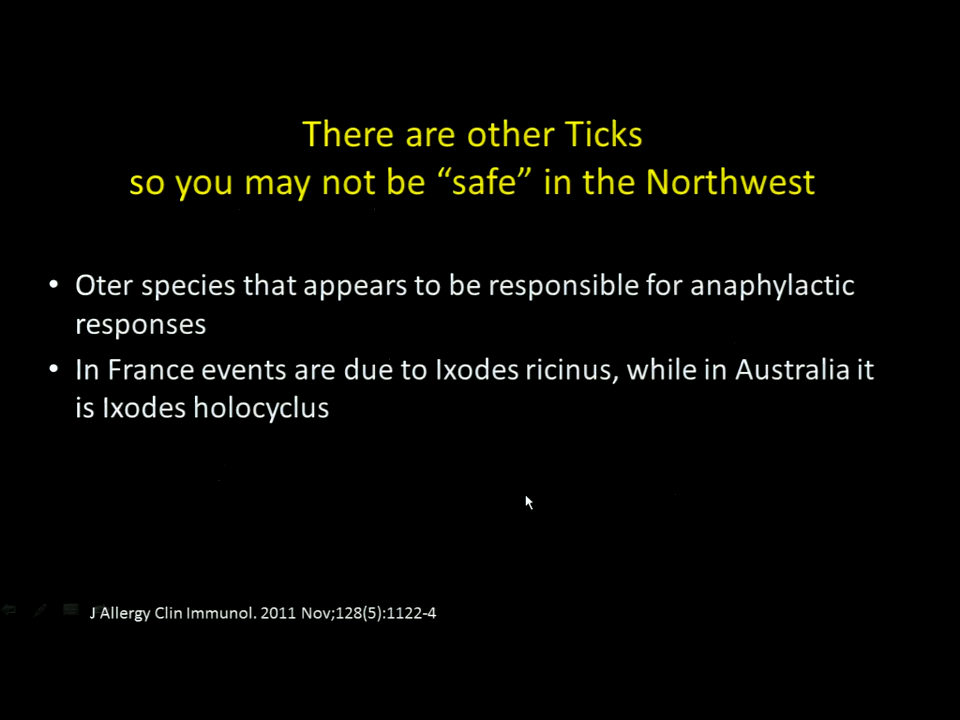 There are other Ticks
so you may not be “safe” in the Northwest
• Oter species that appears to be responsible for anaphylactic
responses
• In France events are due to Ixodes ricinus, while in Australia it
is Ixodes holocyclus
J Allergy Clin Immunol. 2011 Nov;128(5):1122-4